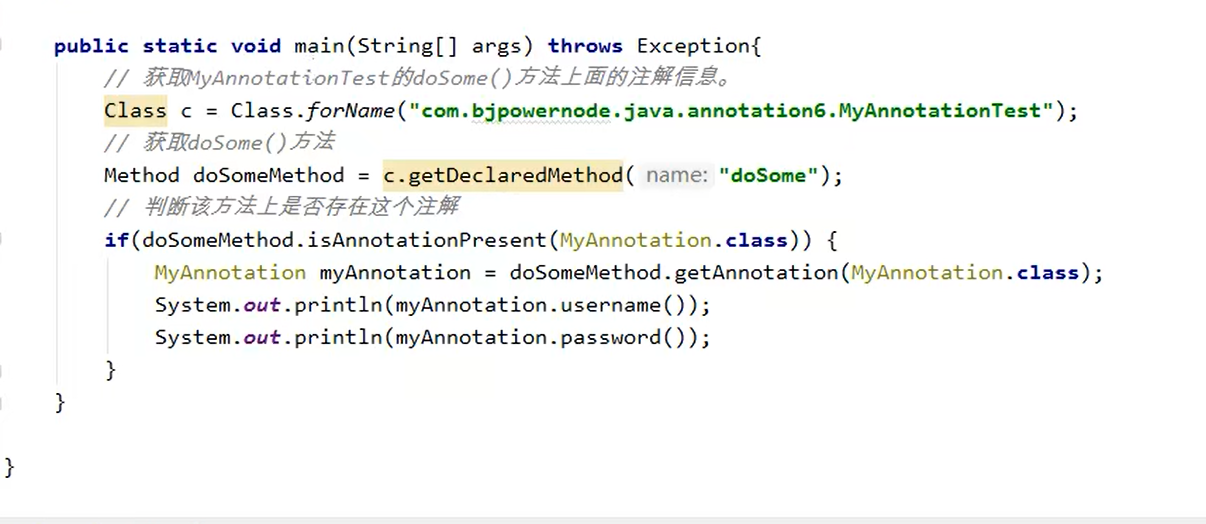 public static void main(String[] args) throws Exception{
// 获取MyAnnotationTest的doSome()方法上面的注解信息。
Class c = Class.forName("com.bjpowernode.java.annotation6.MyAnnotationTest");
// 获取doSome()方法
Method doSomeMethod = c.getDeclaredMethod( name: "doSome");
// 判断该方法上是否存在这个注解
if(doSomeMethod.isAnnotationPresent(MyAnnotation.class)) {
MyAnnotation myAnnotation = doSomeMethod.getAnnotation(MyAnnotation.class);
System.out.println(myAnnotation.username());
System.out.println(myAnnotation.password());
}
}
}